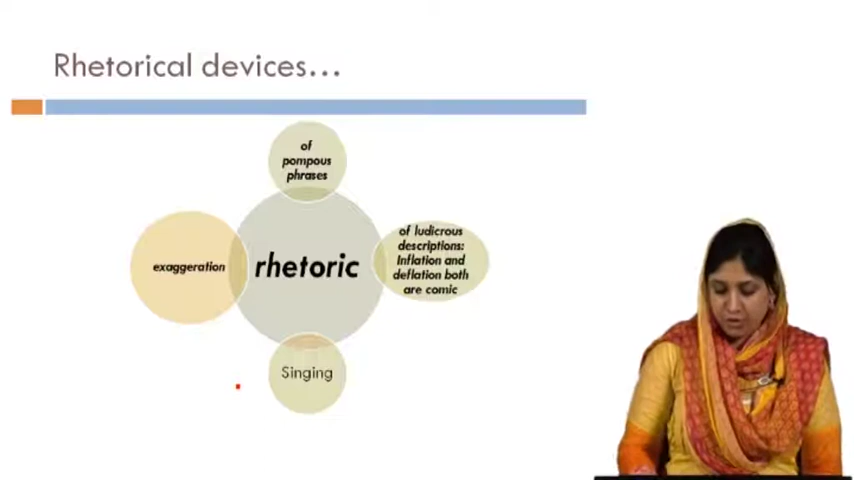 Rhetorical devices...
of
pompous
phrases
exaggeration
rhetoric
of ludicrous
descriptions:
Inflation and
deflation both
are comic
Singing